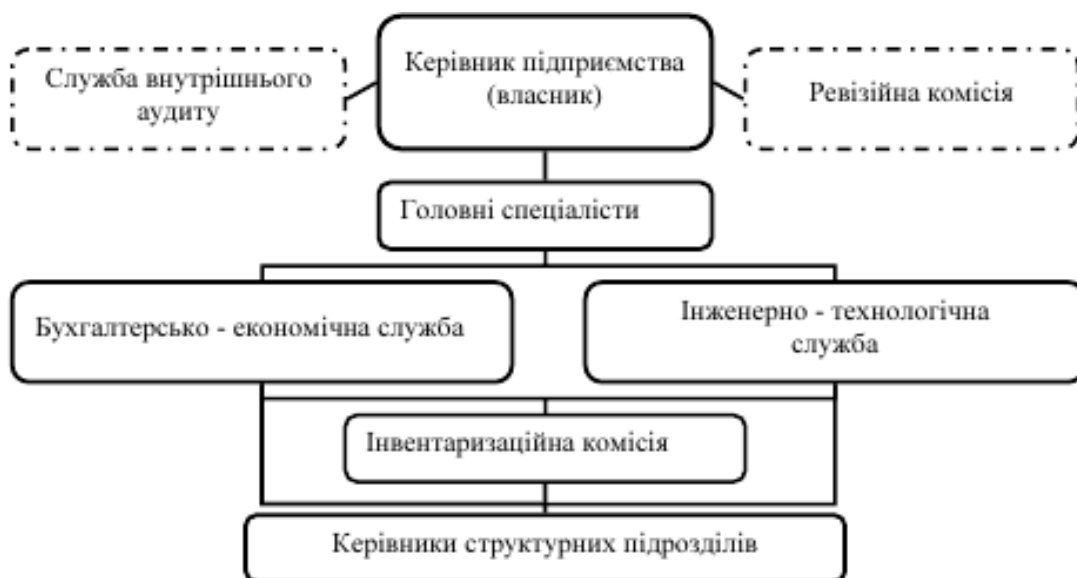 Служба внутрішнього
аудиту
Керівник підприємства
(власник)
Ревізійна комісія
Головні спеціалісти
Бухгалтерсько - економічна служба
Інженерно - технологічна
служба
Інвентаризаційна комісія
Керівники структурних підрозділів